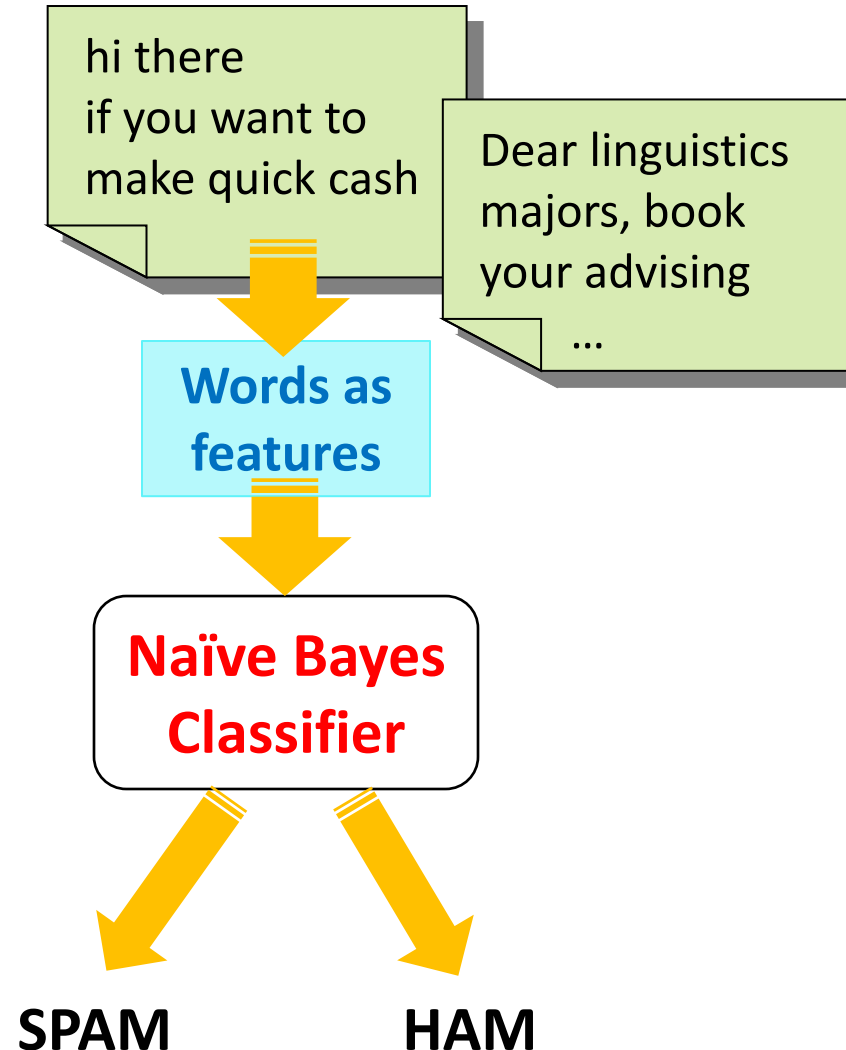 hi there
if you want to
make quick cash
Dear linguistics
majors, book
your advising
...
Words as
features
Naïve Bayes
Classifier
SPAM
HAM